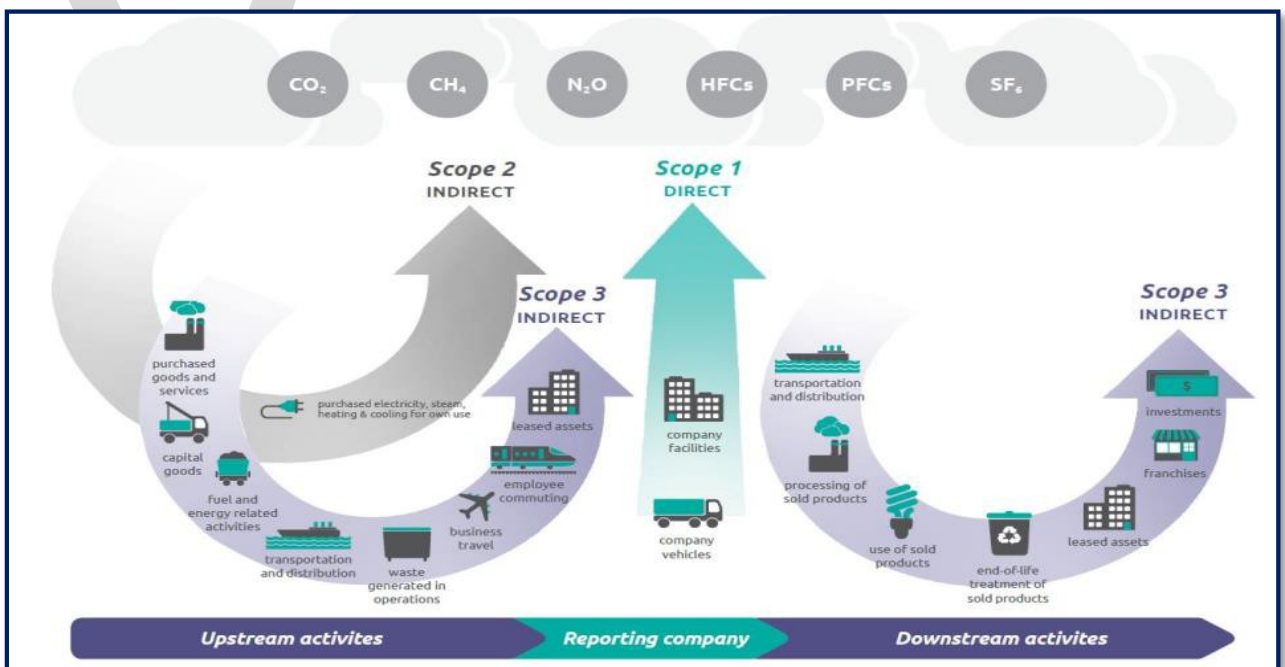 CO₂ CH₄ N₂O HFCs PFCs SF₆
Scope 2
INDIRECT
Scope 1
DIRECT
Scope 3
INDIRECT
Scope 3
INDIRECT
purchased
goods and
services
capital
goods
fuel and
energy related
activities
transportation
and distribution
waste
generated in
operations
business
travel
employee
commuting
leased assets
purchased electricity, steam,
heating & cooling for own use
company
facilities
company
vehicles
transportation
and distribution
processing of
sold products
use of sold
products
end-of-life
treatment of
sold products
leased assets
franchises
$
investments
Upstream activites
Reporting company
Downstream activites